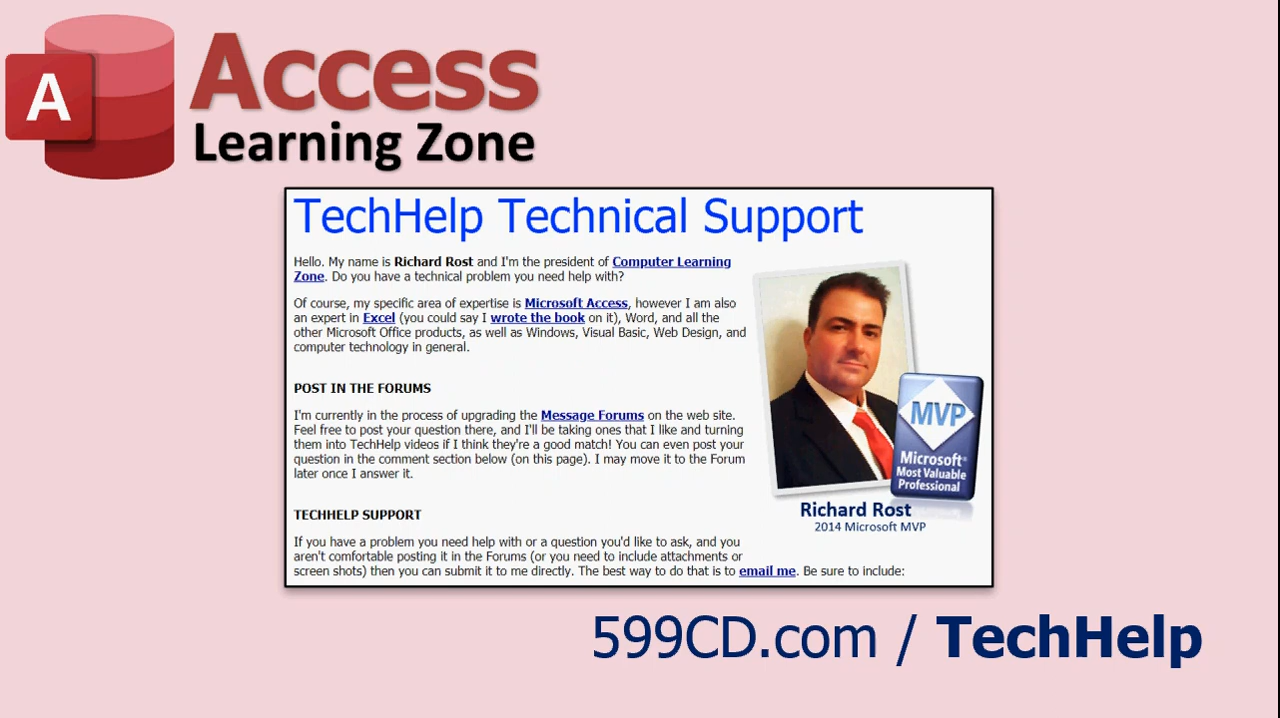 A
Access
Learning Zone
TechHelp Technical Support
Hello. My name is Richard Rost and I'm the president of Computer Learning
Zone. Do you have a technical problem you need help with?
Of course, my specific area of expertise is Microsoft Access, however I am also
an expert in Excel (you could say I wrote the book on it), Word, and all the
other Microsoft Office products, as well as Windows, Visual Basic, Web Design, and
computer technology in general.
POST IN THE FORUMS
I'm currently in the process of upgrading the Message Forums on the web site.
Feel free to post your question there, and I'll be taking ones that I like and turning
them into TechHelp videos if I think they're a good match! You can even post your
question in the comment section below (on this page). I may move it to the Forum
later once I answer it.
TECHHELP SUPPORT
If you have a problem you need help with or a question you'd like to ask, and you
aren't comfortable posting it in the Forums (or you need to include attachments or
screen shots) then you can submit it to me directly. The best way to do that is to email me. Be sure to include:
MVP
Microsoft®
Most Valuable
Professional
Richard Rost
2014 Microsoft MVP
599CD.com / TechHelp